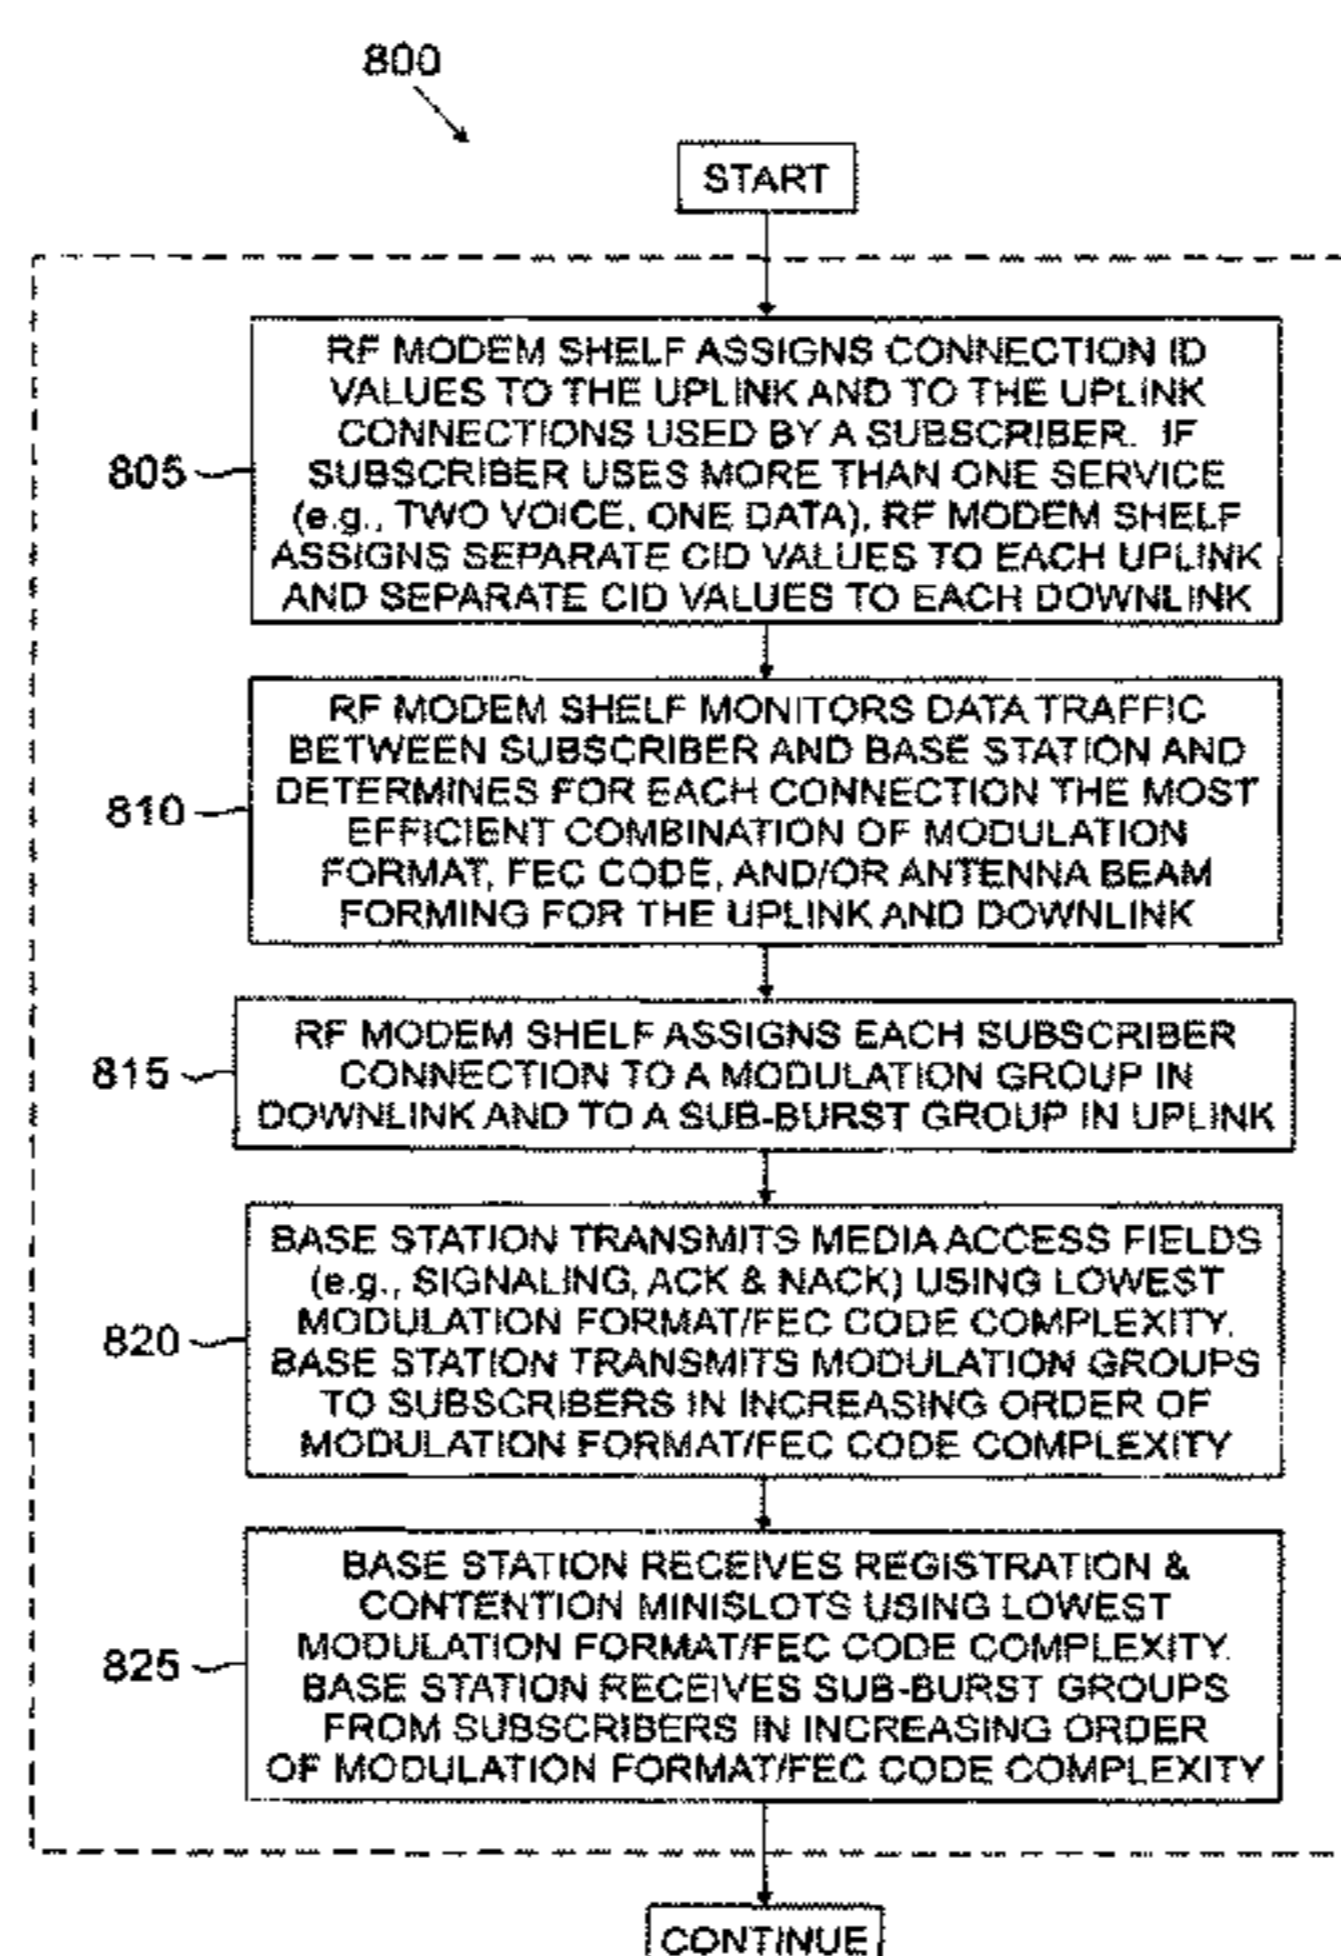 800
START
RF MODEM SHELF ASSIGNS CONNECTION ID
VALUES TO THE UPLINK AND TO THE UPLINK
CONNECTIONS USED BY A SUBSCRIBER. IF
SUBSCRIBER USES MORE THAN ONE SERVICE
(e.g., TWO VOICE, ONE DATA), RF MODEM SHELF
ASSIGNS SEPARATE CID VALUES TO EACH UPLINK
AND SEPARATE CID VALUES TO EACH DOWNLINK
805
RF MODEM SHELF MONITORS DATA TRAFFIC
BETWEEN SUBSCRIBER AND BASE STATION AND
DETERMINES FOR EACH CONNECTION THE MOST
EFFICIENT COMBINATION OF MODULATION
FORMAT, FEC CODE, AND/OR ANTENNA BEAM
FORMING FOR THE UPLINK AND DOWNLINK
810
RF MODEM SHELF ASSIGNS EACH SUBSCRIBER
CONNECTION TO A MODULATION GROUP IN
DOWNLINK AND TO A SUB-BURST GROUP IN UPLINK
815
BASE STATION TRANSMITS MEDIA ACCESS FIELDS
(e.g., SIGNALING, ACK & NACK) USING LOWEST
MODULATION FORMAT/FEC CODE COMPLEXITY.
BASE STATION TRANSMITS MODULATION GROUPS
TO SUBSCRIBERS IN INCREASING ORDER OF
MODULATION FORMAT/FEC CODE COMPLEXITY
820
BASE STATION RECEIVES REGISTRATION &
CONTENTION MINISLOTS USING LOWEST
MODULATION FORMAT/FEC CODE COMPLEXITY.
BASE STATION RECEIVES SUB-BURST GROUPS
FROM SUBSCRIBERS IN INCREASING ORDER
OF MODULATION FORMAT/FEC CODE COMPLEXITY
825
CONTINUE